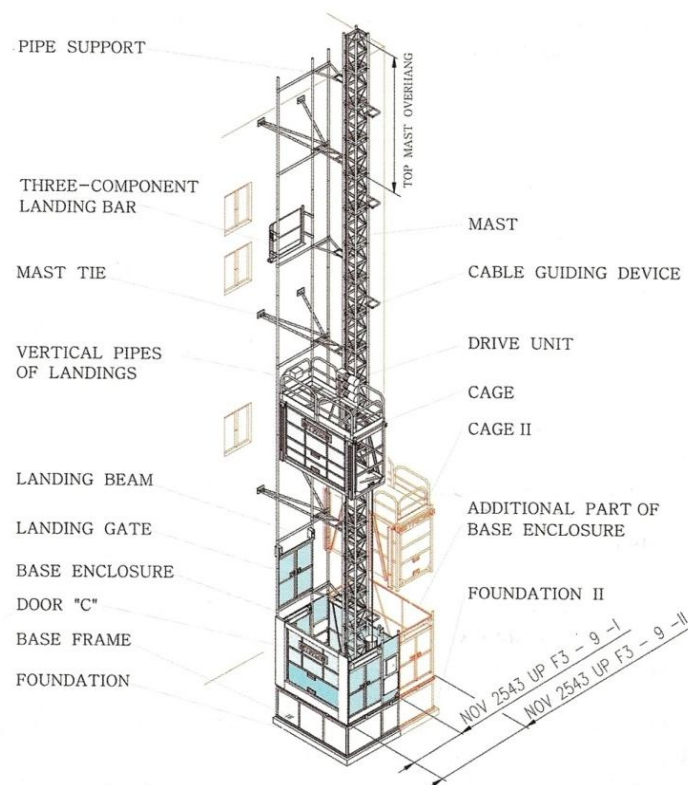 PIPE SUPPORT
TOP MAST OVERHANG
THREE-COMPONENT
LANDING BAR
MAST
MAST TIE
CABLE GUIDING DEVICE
VERTICAL PIPES
OF LANDINGS
DRIVE UNIT
CAGE
CAGE II
LANDING BEAM
ADDITIONAL PART OF
BASE ENCLOSURE
LANDING GATE
BASE ENCLOSURE
FOUNDATION II
DOOR "C"
BASE FRAME
FOUNDATION
NOV 2543 UP F3 - 9 -I
NOV 2543 UP F3 - 9 -II